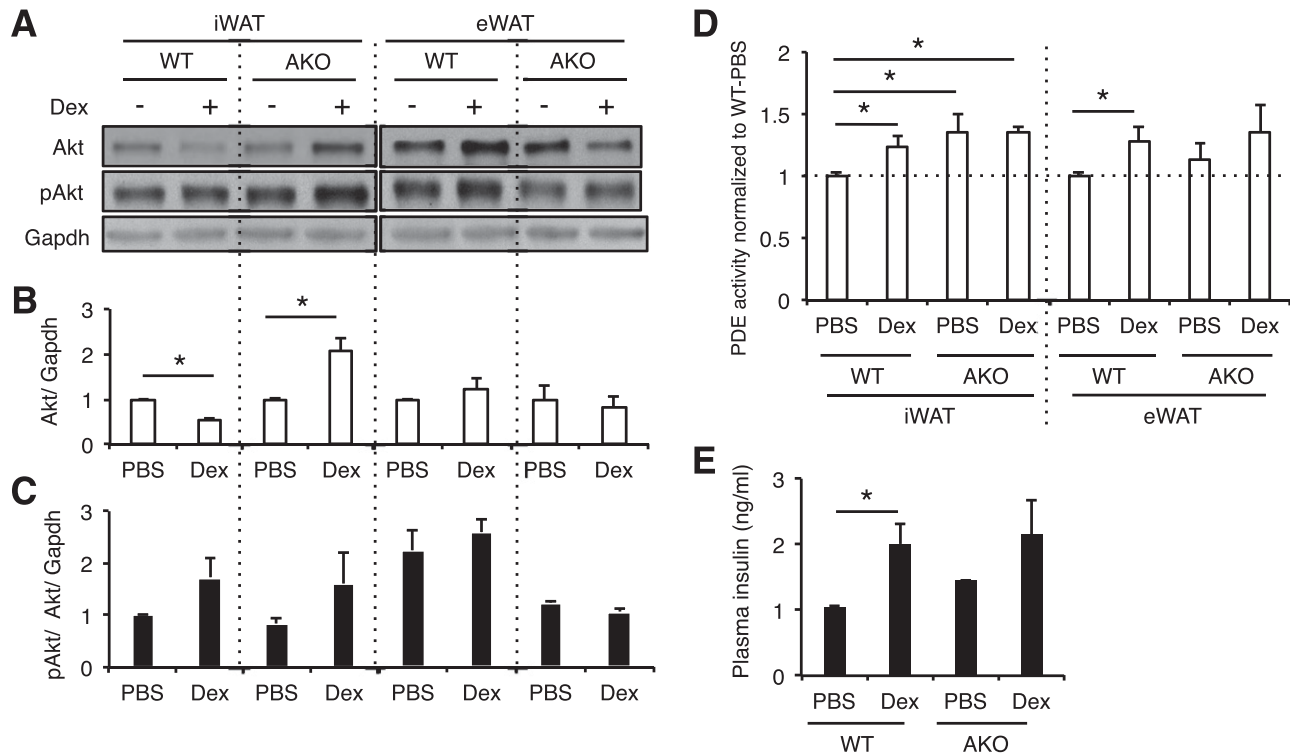 A
iWAT
eWAT
WT
AKO
WT
AKO
Dex
-
+
-
+
-
+
-
+
Akt
pAkt
Gapdh
B
Akt/ Gapdh
3
2
1
0
*
*
PBS
Dex
PBS
Dex
PBS
Dex
PBS
Dex
C
pAkt/ Akt/ Gapdh
3
2
1
0
PBS
Dex
PBS
Dex
PBS
Dex
PBS
Dex
D
PDE activity normalized to WT-PBS
2
1.5
1
0.5
0
*
*
*
*
PBS
Dex
PBS
Dex
PBS
Dex
PBS
Dex
WT
AKO
WT
AKO
iWAT
eWAT
E
Plasma insulin (ng/ml)
3
2
1
0
*
PBS
Dex
PBS
Dex
WT
AKO